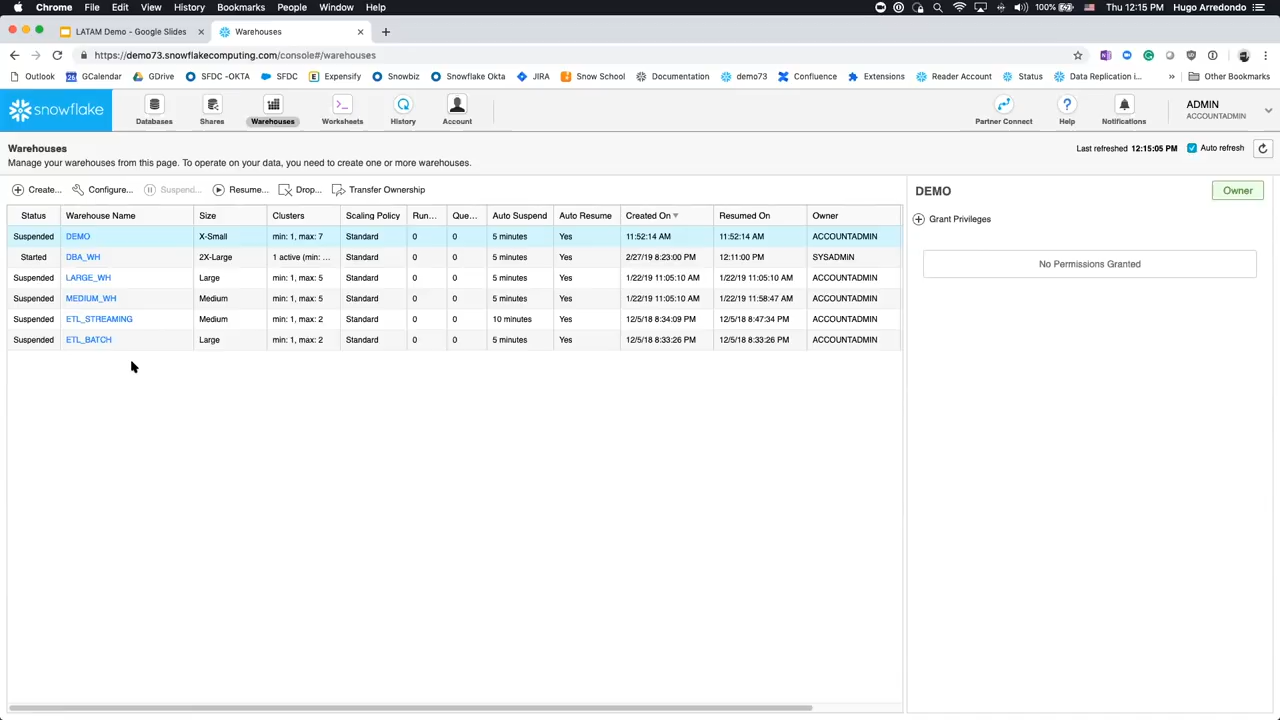 Chrome File Edit View History Bookmarks People Window Help 100% Thu 12:15 PM Hugo Arredondo
LATAM Demo - Google Slides Warehouses
https://demo73.snowflakecomputing.com/console#/warehouses
Outlook GCalendar GDrive SFDC -OKTA SFDC Expensify Snowbiz Snowflake Okta JIRA Snow School Documentation demo73 Confluence Extensions Reader Account Status Data Replication i... » Other Bookmarks
snowflake Databases Shares Warehouses Worksheets History Account Partner Connect Help Notifications ADMIN
ACCOUNTADMIN
Warehouses
Manage your warehouses from this page. To operate on your data, you need to create one or more warehouses.
Last refreshed 12:15:05 PM Auto refresh
Create... Configure... Suspend... Resume... Drop... Transfer Ownership
Status Warehouse Name Size Clusters Scaling Policy Run... Que... Auto Suspend Auto Resume Created On Resumed On Owner
Suspended DEMO X-Small min: 1, max: 7 Standard 0 0 5 minutes Yes 11:52:14 AM 11:52:14 AM ACCOUNTADMIN
Started DBA_WH 2X-Large 1 active (min: ... Standard 0 0 5 minutes Yes 2/27/19 8:23:00 PM 12:11:00 PM SYSADMIN
Suspended LARGE_WH Large min: 1, max: 5 Standard 0 0 5 minutes Yes 1/22/19 11:05:10 AM 1/22/19 11:05:10 AM ACCOUNTADMIN
Suspended MEDIUM_WH Medium min: 1, max: 5 Standard 0 0 5 minutes Yes 1/22/19 11:05:10 AM 1/22/19 11:58:47 AM ACCOUNTADMIN
Suspended ETL_STREAMING Medium min: 1, max: 2 Standard 0 0 10 minutes Yes 12/5/18 8:34:09 PM 12/5/18 8:47:34 PM ACCOUNTADMIN
Suspended ETL_BATCH Large min: 1, max: 2 Standard 0 0 5 minutes Yes 12/5/18 8:33:26 PM 12/5/18 8:33:26 PM ACCOUNTADMIN
DEMO Owner
Grant Privileges
No Permissions Granted